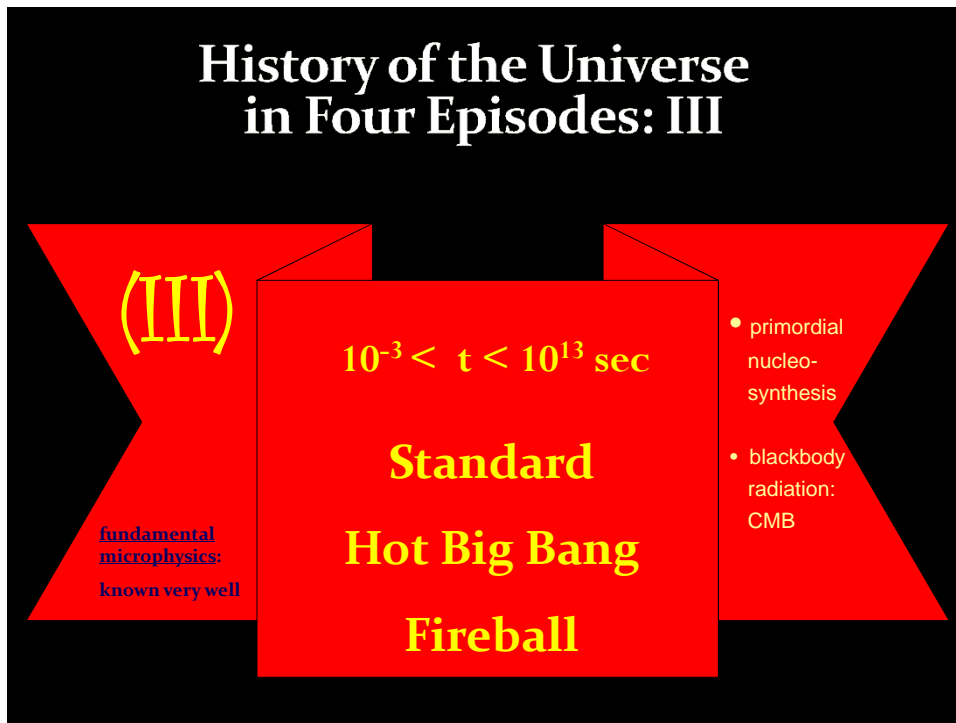 History of the Universe
in Four Episodes: III
(III)
fundamental
microphysics:
known very well
10⁻³ < t < 10¹³ sec
Standard
Hot Big Bang
Fireball
• primordial
nucleo-
synthesis
• blackbody
radiation:
CMB